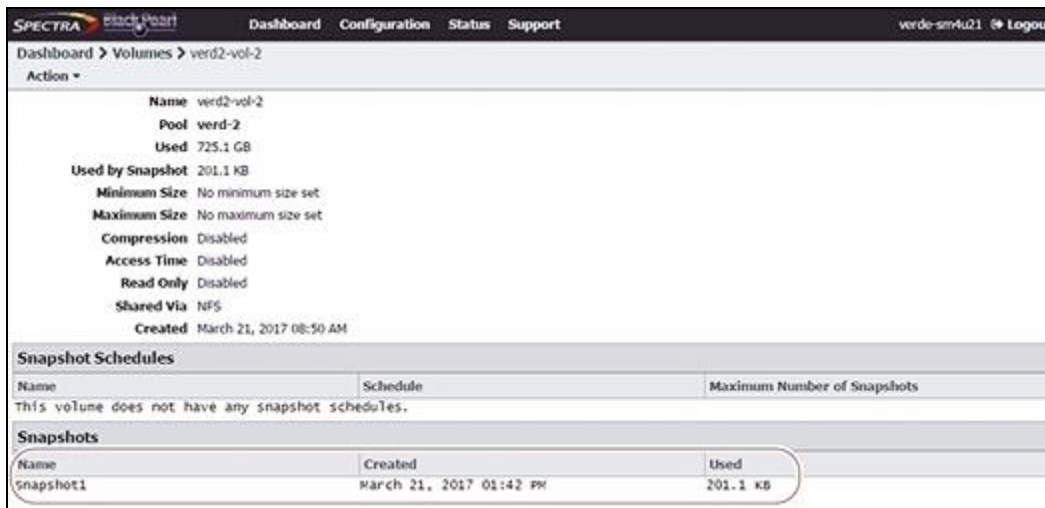 SPECTRA BlackPearl Dashboard Configuration Status Support verde-sm4u21 Logou
Dashboard > Volumes > verd2-vol-2
Action
Name verd2-vol-2
Pool verd-2
Used 725.1 GB
Used by Snapshot 201.1 KB
Minimum Size No minimum size set
Maximum Size No maximum size set
Compression Disabled
Access Time Disabled
Read Only Disabled
Shared Via NFS
Created March 21, 2017 08:50 AM
Snapshot Schedules
Name Schedule Maximum Number of Snapshots
This volume does not have any snapshot schedules.
Snapshots
Name Created Used
Snapshot1 March 21, 2017 01:42 PM 201.1 KB